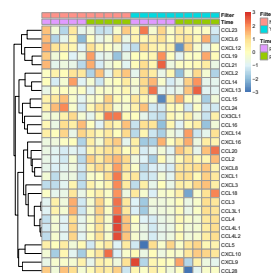 Filter
Time
CCL23
CXCL6
CXCL12
CCL19
CCL21
CXCL2
CCL14
CXCL13
CCL15
CCL24
CX3CL1
CCL16
CXCL14
CXCL16
CCL20
CCL2
CXCL8
CXCL1
CXCL3
CCL18
CCL3
CCL3L1
CCL4
CCL4L1
CCL4L2
CCL5
CXCL10
CXCL9
CCL28
3
2
1
0
−1
−2
−3
Filter
Time